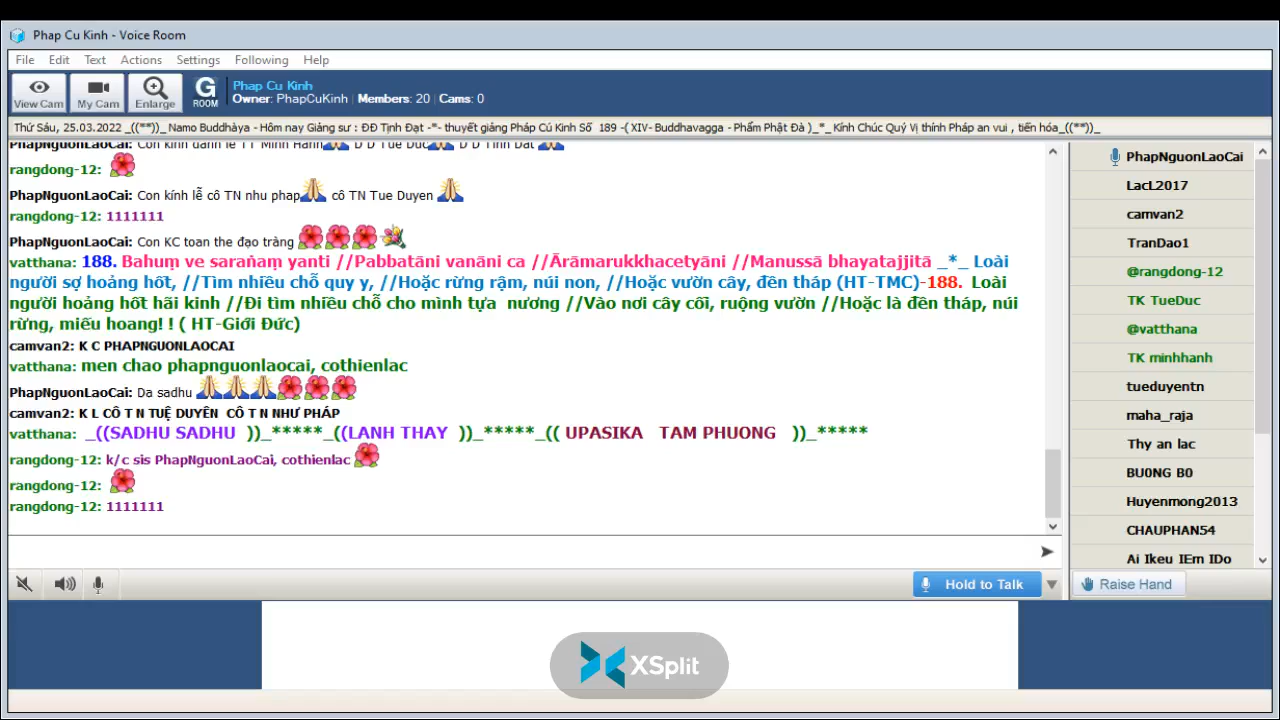 Phap Cu Kinh - Voice Room
File Edit Text Actions Settings Following Help
View Cam My Cam Enlarge G ROOM
Phap Cu Kinh
Owner: PhapCuKinh | Members: 20 | Cams: 0
Thứ Sáu, 25.03.2022 _((**))_ Namo Buddhàya - Hôm nay Giảng sư : ĐĐ Tịnh Đạt -*- thuyết giảng Pháp Cú Kinh Số 189 -( XIV- Buddhavagga - Phẩm Phật Đà )_*_ Kính Chúc Quý Vị thính Pháp an vui , tiến hóa_((**))_
rangdong-12:
PhapNguonLaoCai: Con kính lễ cô TN nhu phap cô TN Tue Duyen
rangdong-12: 1111111
PhapNguonLaoCai: Con KC toan the đạo tràng
vatthana: 188. Bahuṃ ve saraṅaṃ yanti //Pabbatāni vanāni ca //Ārāmarukkhacetyāni //Manussā bhayatajjitā _*_ Loài
người sợ hoảng hốt, //Tìm nhiều chỗ quy y, //Hoặc rừng rậm, núi non, //Hoặc vườn cây, đền tháp (HT-TMC)-188. Loài
người hoảng hốt hãi kinh //Đi tìm nhiều chỗ cho mình tựa nương //Vào nơi cây cối, ruộng vườn //Hoặc là đền tháp, núi
rừng, miếu hoang! ! ( HT-Giới Đức)
camvan2: K C PHAPNGUONLAOCAI
vatthana: men chao phapnguonlaocai, cothienlac
PhapNguonLaoCai: Da sadhu
camvan2: K L CÔ T N TUỆ DUYÊN CÔ T N NHƯ PHÁP
vatthana: _((SADHU SADHU ))_*****_((LANH THAY ))_*****_(( UPASIKA TAM PHUONG ))_*****
rangdong-12: k/c sis PhapNguonLaoCai, cothienlac
rangdong-12:
rangdong-12: 1111111
Hold to Talk
PhapNguonLaoCai
LacL2017
camvan2
TranDao1
@rangdong-12
TK TueDuc
@vatthana
TK minhhanh
tueduyentn
maha_raja
Thy an lac
BU0NG B0
Huyenmong2013
CHAUPHAN54
Ai Ikeu IEm IDo
Raise Hand
XSplit